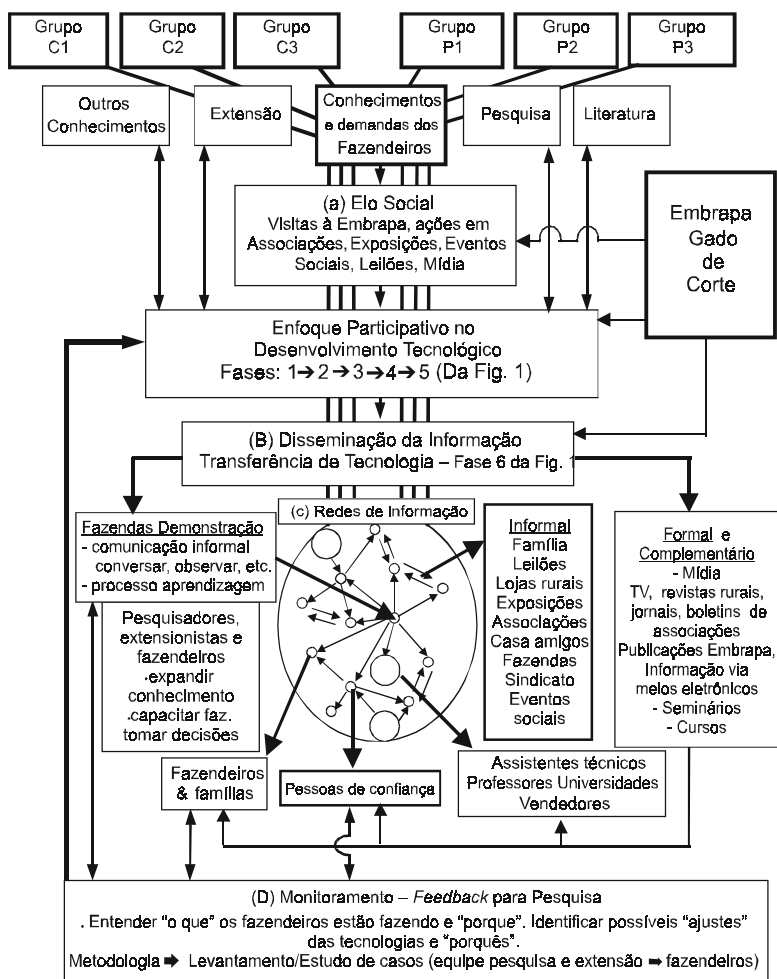 Grupo
C1
Grupo
C2
Grupo
C3
Grupo
P1
Grupo
P2
Grupo
P3
Outros
Conhecimentos
Extensão
Conhecimentos
e demandas dos
Fazendeiros
Pesquisa
Literatura
(a) Elo Social
Visitas à Embrapa, ações em
Associações, Exposições, Eventos
Sociais, Leilões, Mídia
Embrapa
Gado
de
Corte
Enfoque Participativo no
Desenvolvimento Tecnológico
Fases: 1➔2➔3➔4➔5 (Da Fig. 1)
(B) Disseminação da Informação
Transferência de Tecnologia – Fase 6 da Fig. 1
(c) Redes de Informação
Fazendas Demonstração
- comunicação informal
conversar, observar, etc.
- processo aprendizagem
Pesquisadores,
extensionistas e
fazendeiros
.expandir
conhecimento
.capacitar faz.
tomar decisões
Informal
Família
Leilões
Lojas rurais
Exposições
Associações
Casa amigos
Fazendas
Sindicato
Eventos
sociais
Formal e
Complementário
- Mídia
TV, revistas rurais,
jornais, boletins de
associações
Publicações Embrapa,
Informação via
meios eletrônicos
- Seminários
- Cursos
Fazendeiros
& famílias
Pessoas de confiança
Assistentes técnicos
Professores Universidades
Vendedores
(D) Monitoramento – Feedback para Pesquisa
. Entender "o que" os fazendeiros estão fazendo e "porque". Identificar possíveis "ajustes"
das tecnologias e "porquês".
Metodologia ➡ Levantamento/Estudo de casos (equipe pesquisa e extensão ➡ fazendeiros)